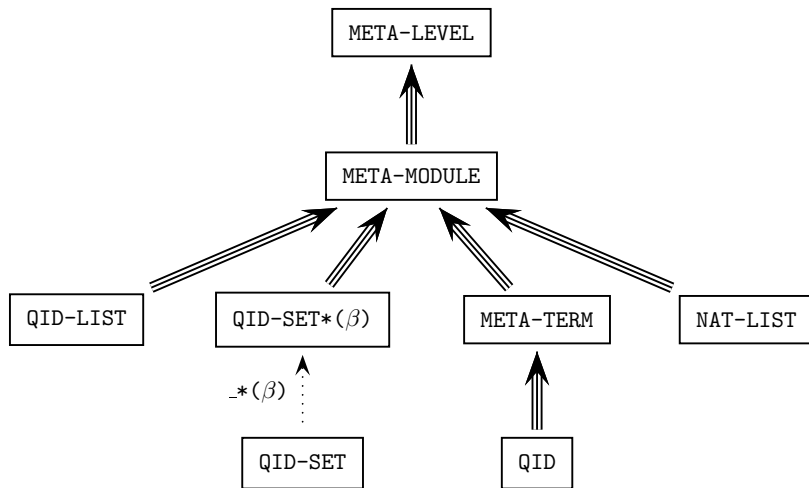 META-LEVEL
META-MODULE
QID-LIST
QID-SET*(β)
META-TERM
NAT-LIST
_*(β)
QID-SET
QID